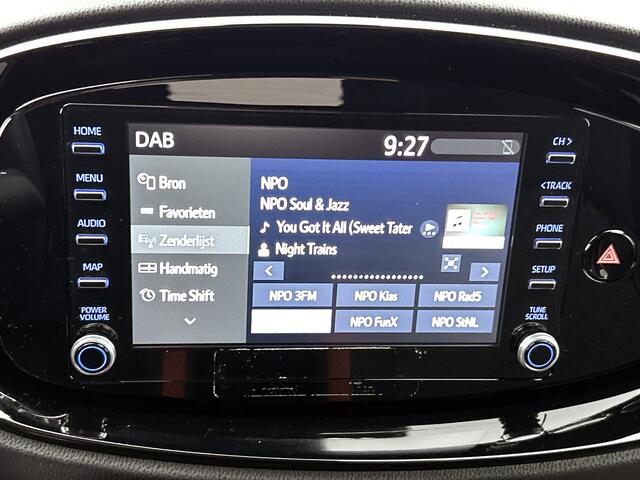 HOME
MENU
AUDIO
MAP
POWER
VOLUME
DAB
9:27
Bron
Favorieten
Zenderlijst
Handmatig
Time Shift
NPO
NPO Soul & Jazz
You Got It All (Sweet Tater
Night Trains
NPO 3FM
NPO Klas
NPO Rad5
NPO FunX
NPO StNL
CH >
< TRACK
PHONE
SETUP
TUNE
SCROLL